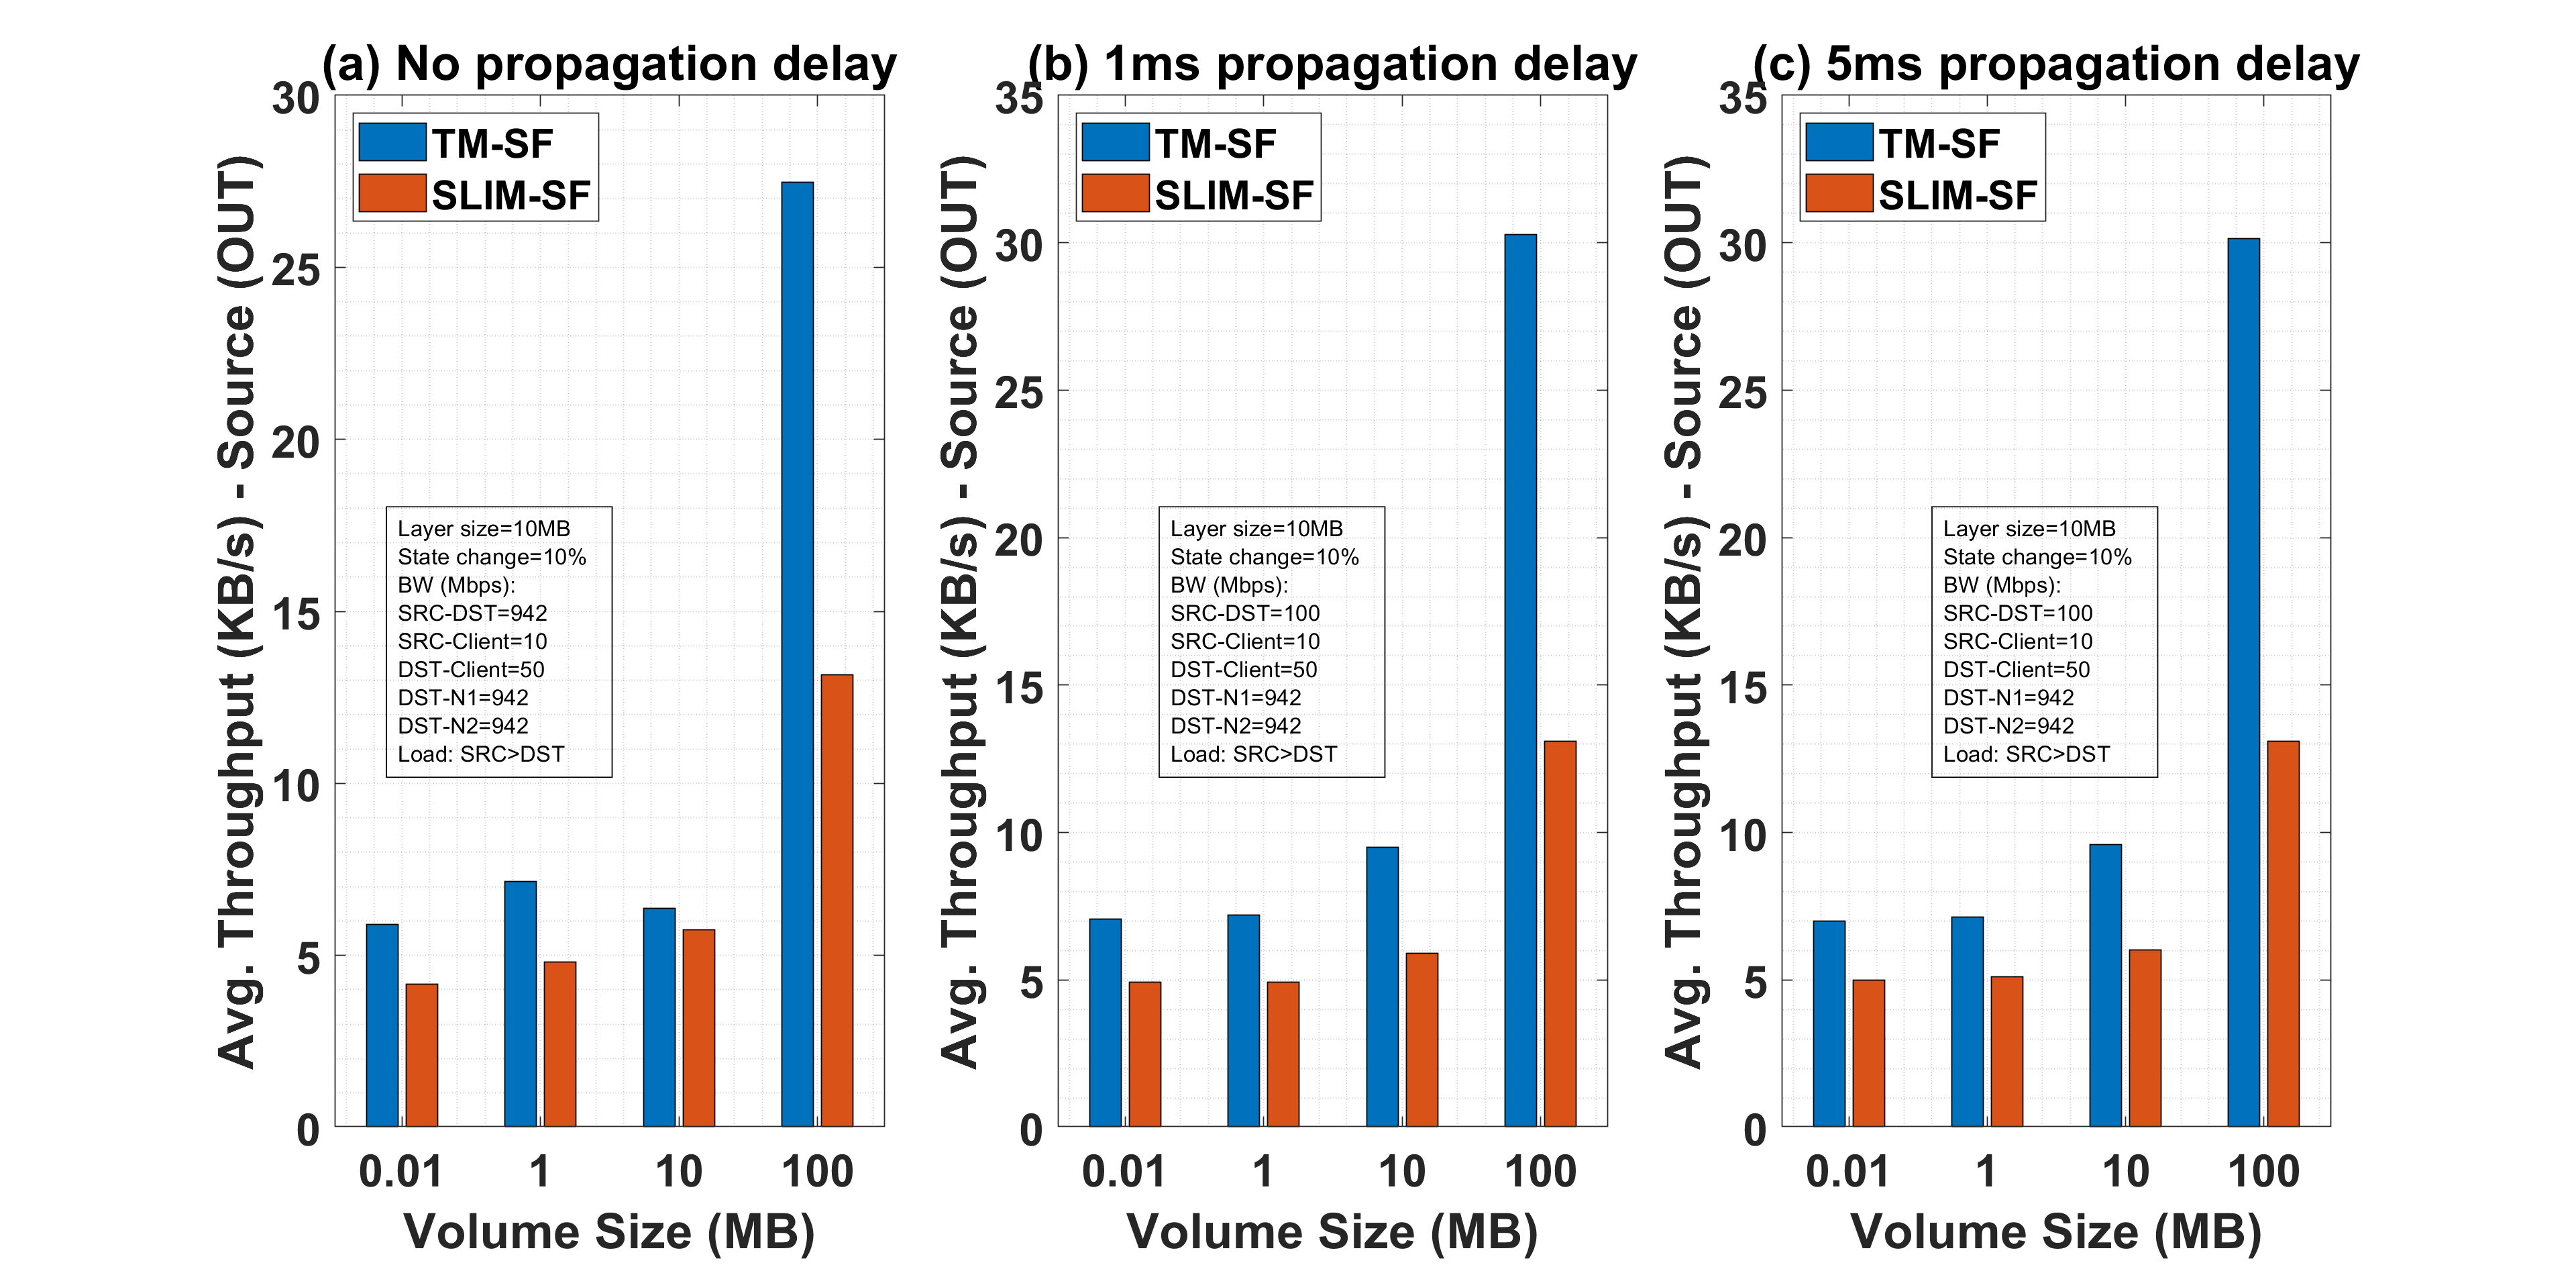 (a) No propagation delay
30
25
20
15
10
5
0
TM-SF
SLIM-SF
Layer size=10MB
State change=10%
BW (Mbps):
SRC-DST=942
SRC-Client=10
DST-Client=50
DST-N1=942
DST-N2=942
Load: SRC>DST
Avg. Throughput (KB/s) - Source (OUT)
0.01 1 10 100
Volume Size (MB)
(b) 1ms propagation delay
35
30
25
20
15
10
5
0
TM-SF
SLIM-SF
Layer size=10MB
State change=10%
BW (Mbps):
SRC-DST=100
SRC-Client=10
DST-Client=50
DST-N1=942
DST-N2=942
Load: SRC>DST
Avg. Throughput (KB/s) - Source (OUT)
0.01 1 10 100
Volume Size (MB)
(c) 5ms propagation delay
35
30
25
20
15
10
5
0
TM-SF
SLIM-SF
Layer size=10MB
State change=10%
BW (Mbps):
SRC-DST=100
SRC-Client=10
DST-Client=50
DST-N1=942
DST-N2=942
Load: SRC>DST
Avg. Throughput (KB/s) - Source (OUT)
0.01 1 10 100
Volume Size (MB)